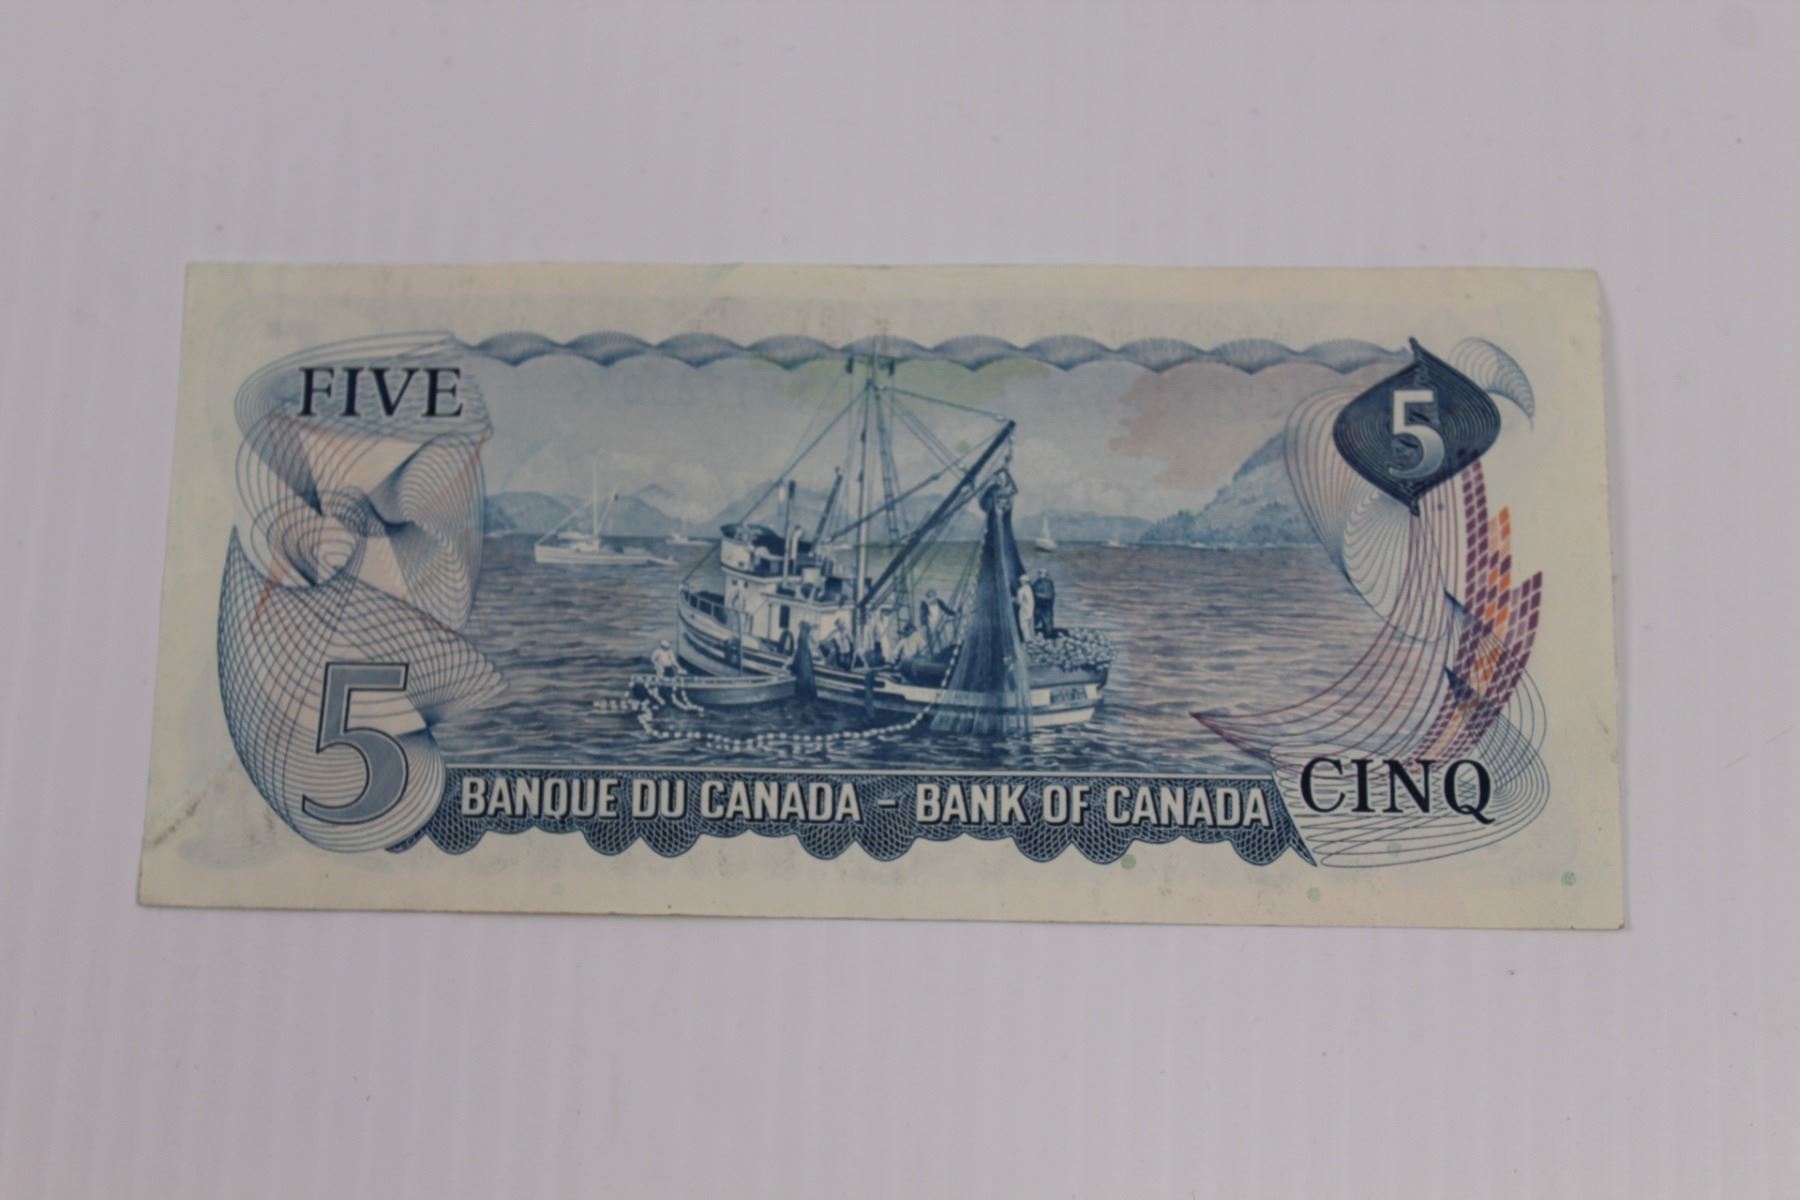 FIVE
5
5
BANQUE DU CANADA – BANK OF CANADA
CINQ